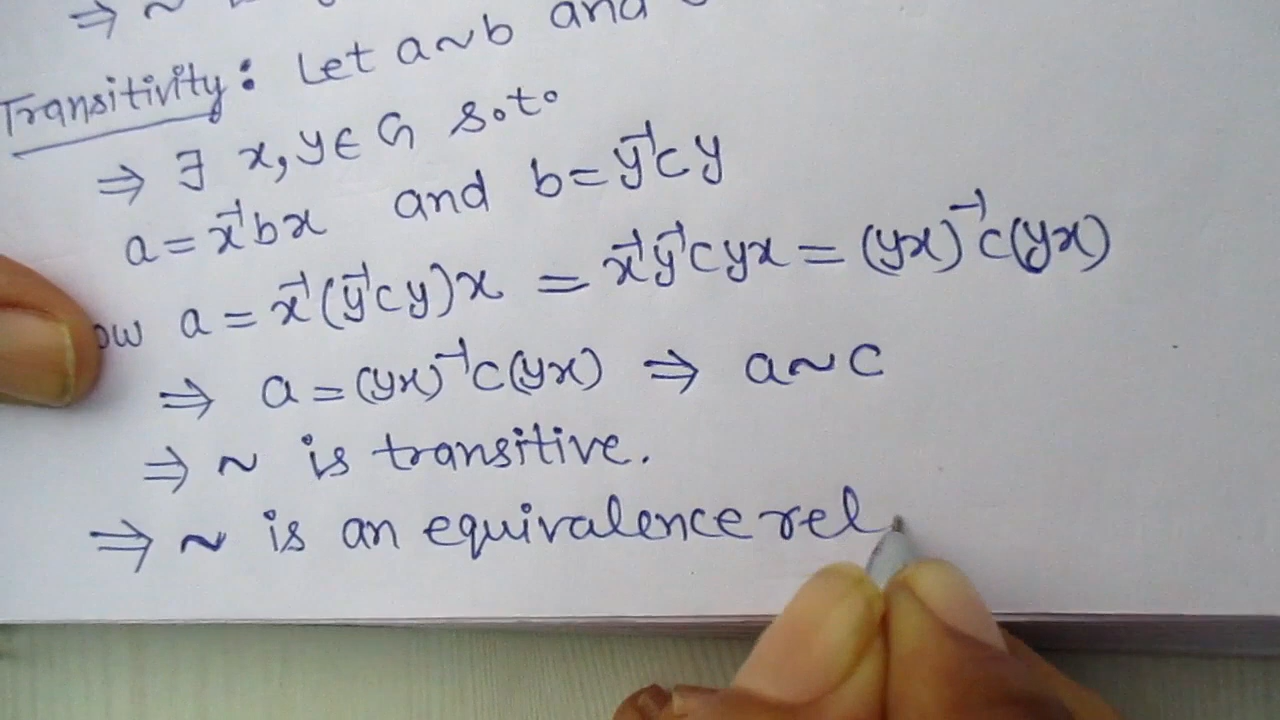 ⇒ ~
Transitivity: Let a~b and
⇒ ∃ x, y ∈ G s.t.
a = x⁻¹bx and b = y⁻¹cy
ow a = x⁻¹(y⁻¹cy)x = x⁻¹y⁻¹cyx = (yx)⁻¹c(yx)
⇒ a = (yx)⁻¹c(yx) ⇒ a~c
⇒ ~ is transitive.
⇒ ~ is an equivalence rel